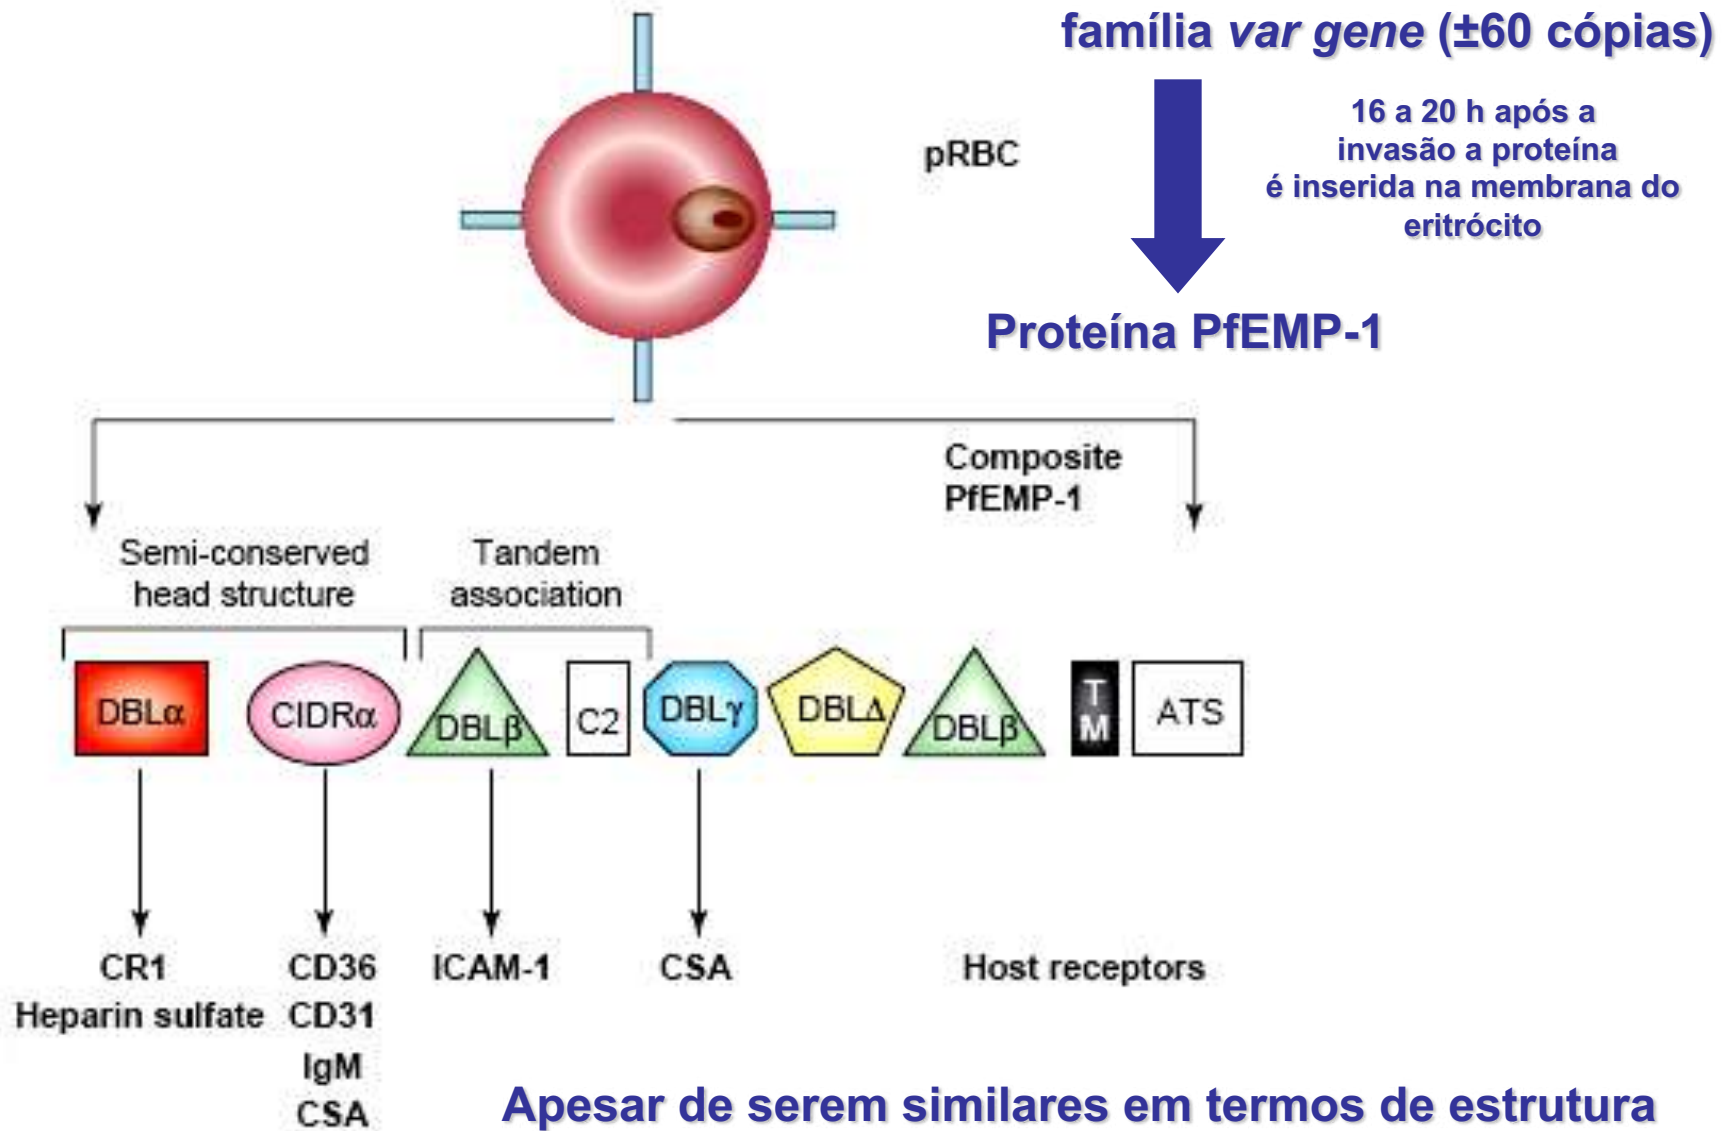 família var gene (±60 cópias)
16 a 20 h após a
invasão a proteína
é inserida na membrana do
eritrócito
pRBC
Proteína PfEMP-1
Composite
PfEMP-1
Semi-conserved
head structure
Tandem
association
DBLα
CIDRα
DBLβ
C2
DBLγ
DBLΔ
DBLβ
TM
ATS
CR1
Heparin sulfate
CD36
CD31
IgM
CSA
ICAM-1
CSA
Host receptors
Apesar de serem similares em termos de estrutura